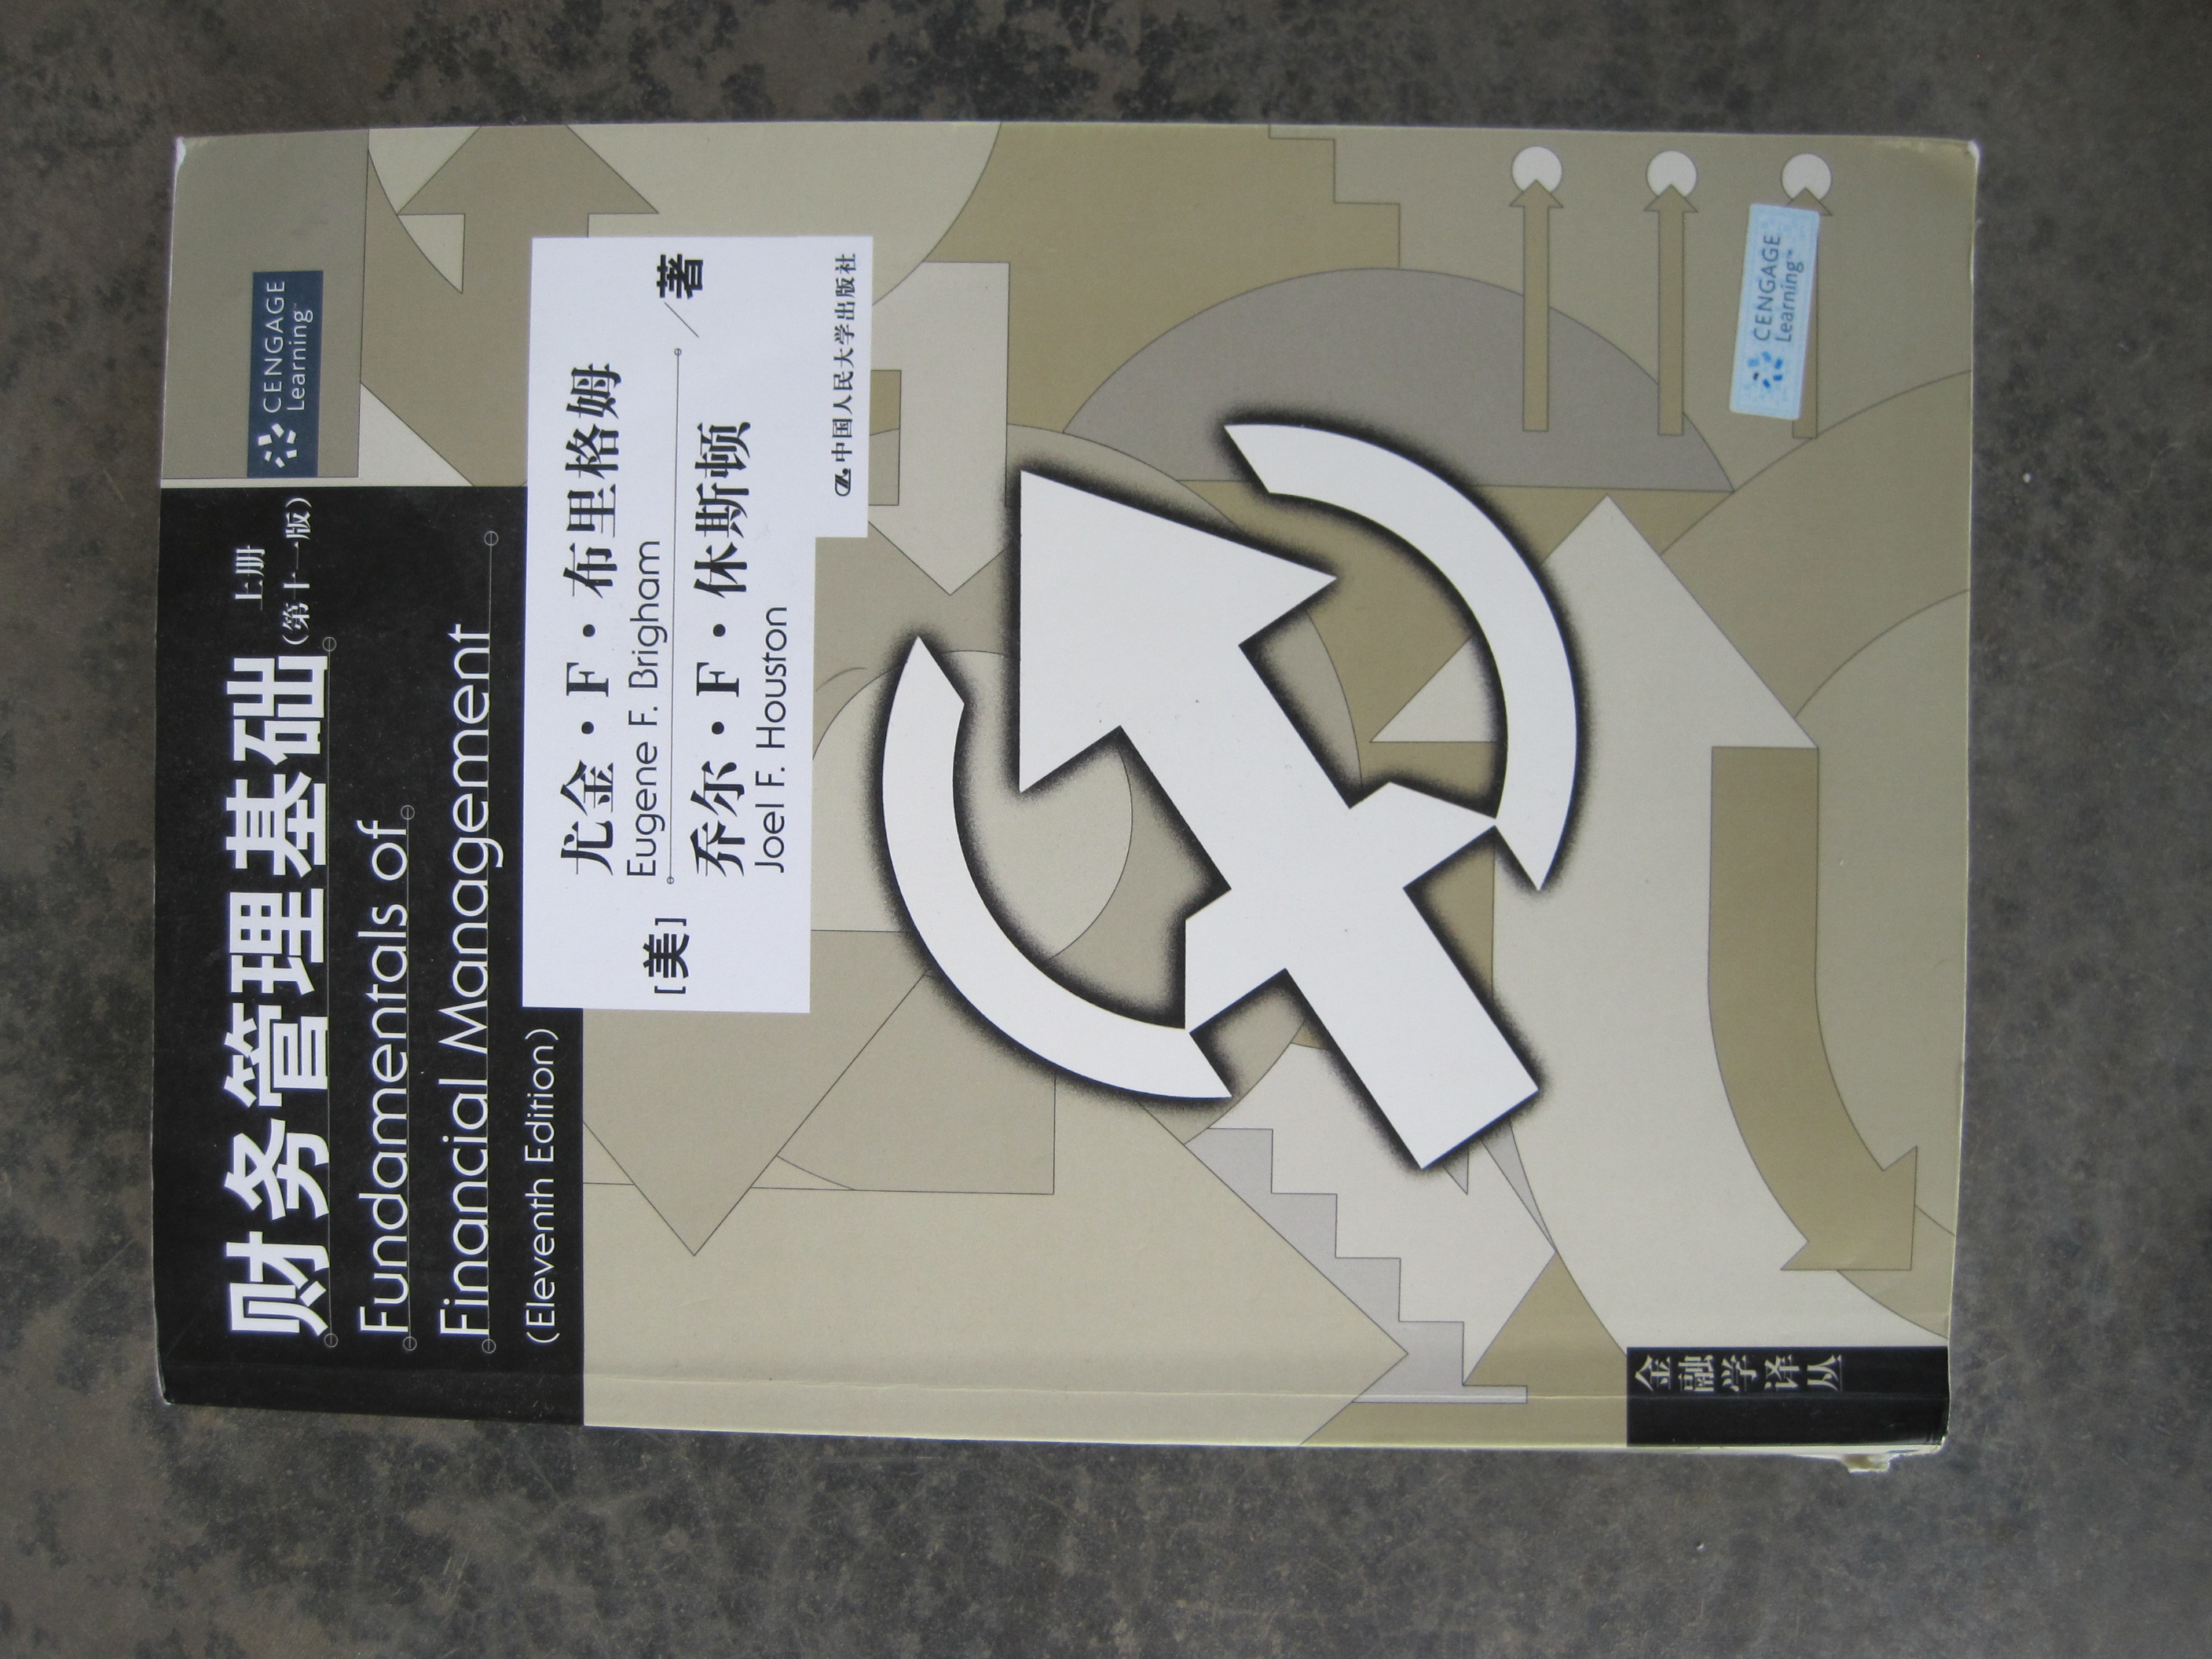 CENGAGE
Learning™
财务管理基础
上册
(第十一版)
Fundamentals of
Financial Management
(Eleventh Edition)
[美]
尤金·F·布里格姆
Eugene F. Brigham
乔尔·F·休斯顿
Joel F. Houston
/著
中国人民大学出版社
CENGAGE
Learning™
金融学译丛